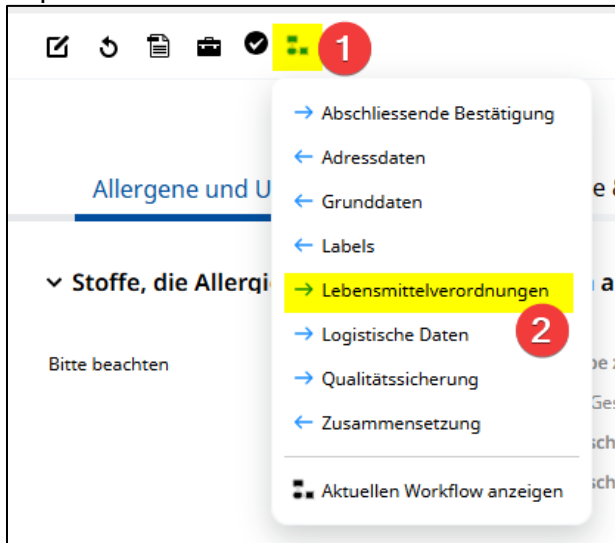 1
Abschliessende Bestätigung
Adressdaten
Allergene und U
Grunddaten
Labels
Stoffe, die Allergi
Lebensmittelverordnungen
Logistische Daten
2
Bitte beachten
Qualitätssicherung
Zusammensetzung
Aktuellen Workflow anzeigen